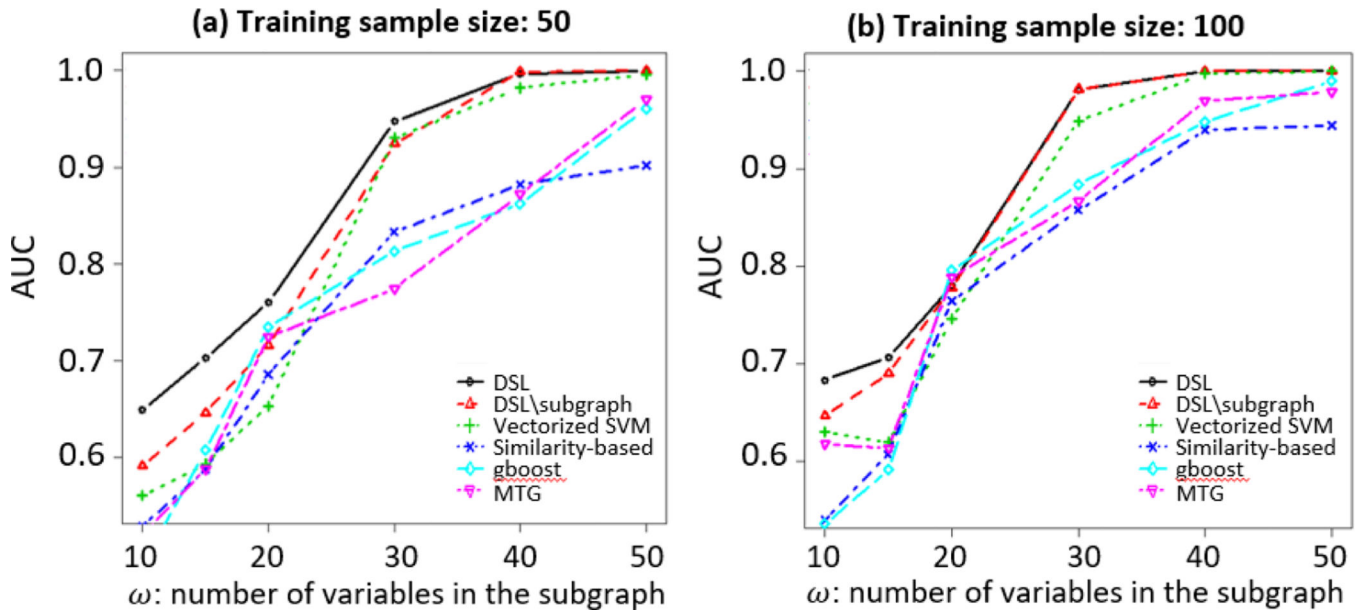 (a) Training sample size: 50
AUC
1.0
0.9
0.8
0.7
0.6
DSL
DSL\subgraph
Vectorized SVM
Similarity-based
gboost
MTG
10 20 30 40 50
ω: number of variables in the subgraph
(b) Training sample size: 100
AUC
1.0
0.9
0.8
0.7
0.6
DSL
DSL\subgraph
Vectorized SVM
Similarity-based
gboost
MTG
10 20 30 40 50
ω: number of variables in the subgraph